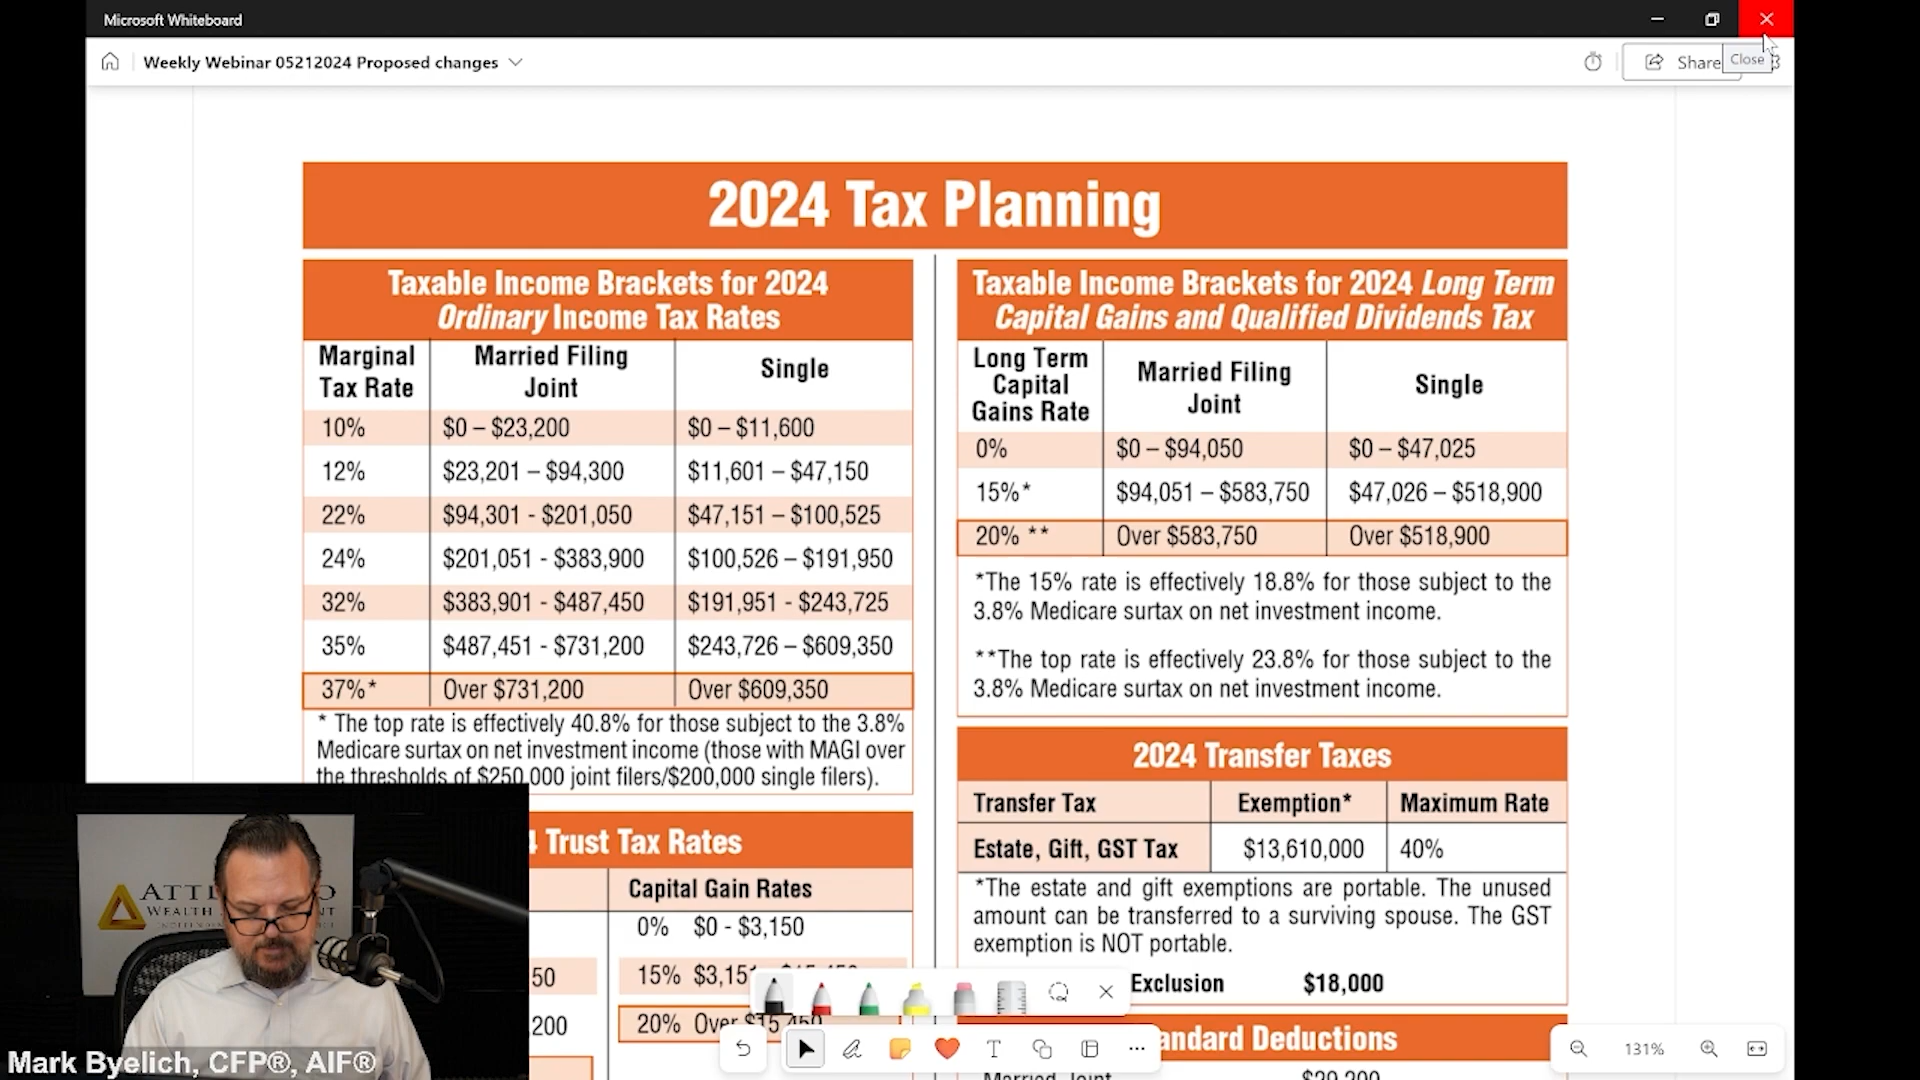 Microsoft Whiteboard
Weekly Webinar 05212024 Proposed changes
Share
Close
2024 Tax Planning
Taxable Income Brackets for 2024
Ordinary Income Tax Rates
Marginal
Tax Rate
Married Filing
Joint
Single
10% $0 – $23,200 $0 – $11,600
12% $23,201 – $94,300 $11,601 – $47,150
22% $94,301 - $201,050 $47,151 – $100,525
24% $201,051 - $383,900 $100,526 – $191,950
32% $383,901 - $487,450 $191,951 - $243,725
35% $487,451 - $731,200 $243,726 – $609,350
37%* Over $731,200 Over $609,350
* The top rate is effectively 40.8% for those subject to the 3.8%
Medicare surtax on net investment income (those with MAGI over
the thresholds of $250,000 joint filers/$200,000 single filers).
4 Trust Tax Rates
Capital Gain Rates
0% $0 - $3,150
50
15%
200
20% Over $15,450
Taxable Income Brackets for 2024 Long Term
Capital Gains and Qualified Dividends Tax
Long Term
Capital
Gains Rate
Married Filing
Joint
Single
0% $0 – $94,050 $0 – $47,025
15%* $94,051 – $583,750 $47,026 – $518,900
20% ** Over $583,750 Over $518,900
*The 15% rate is effectively 18.8% for those subject to the
3.8% Medicare surtax on net investment income.
**The top rate is effectively 23.8% for those subject to the
3.8% Medicare surtax on net investment income.
2024 Transfer Taxes
Transfer Tax Exemption* Maximum Rate
Estate, Gift, GST Tax $13,610,000 40%
*The estate and gift exemptions are portable. The unused
amount can be transferred to a surviving spouse. The GST
exemption is NOT portable.
Exclusion $18,000
andard Deductions
Married Joint $29,200
131%
Mark Byelich, CFP®, AIF®